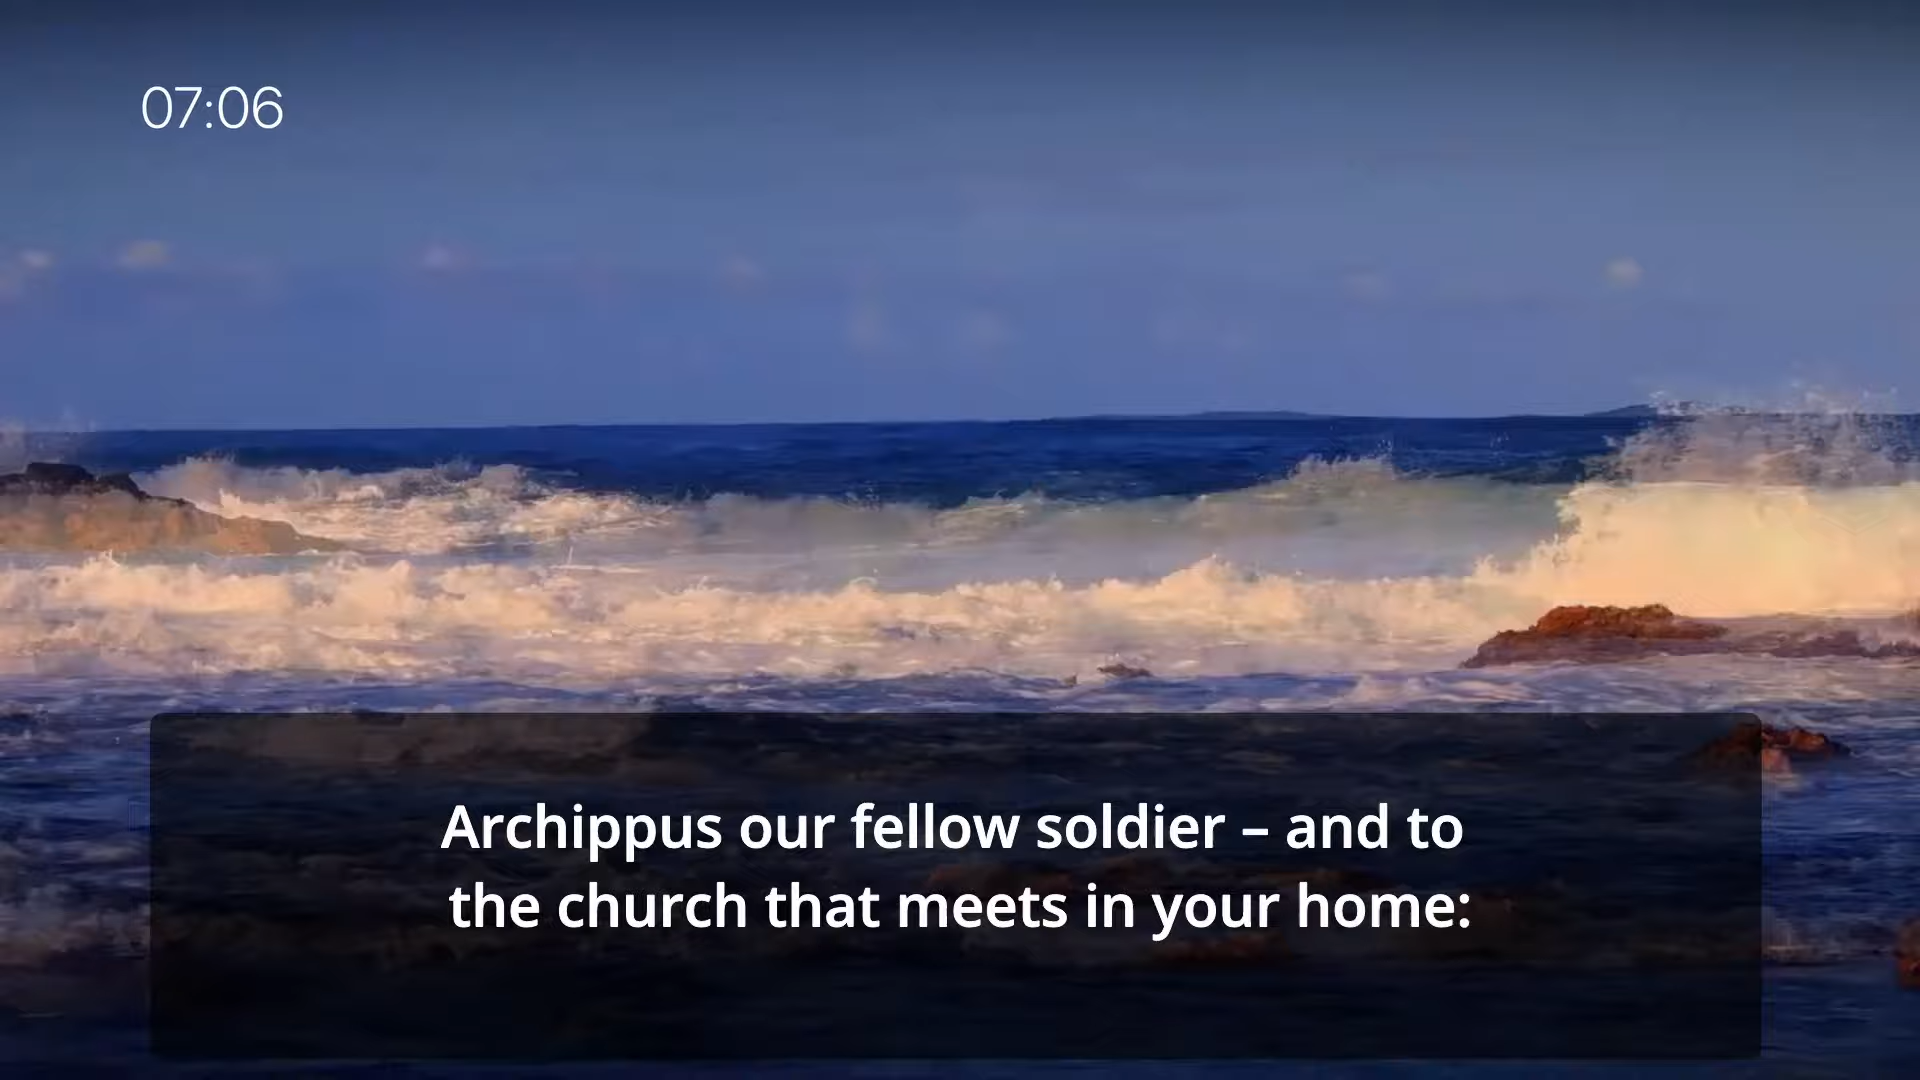 07:06
Archippus our fellow soldier – and to
the church that meets in your home: